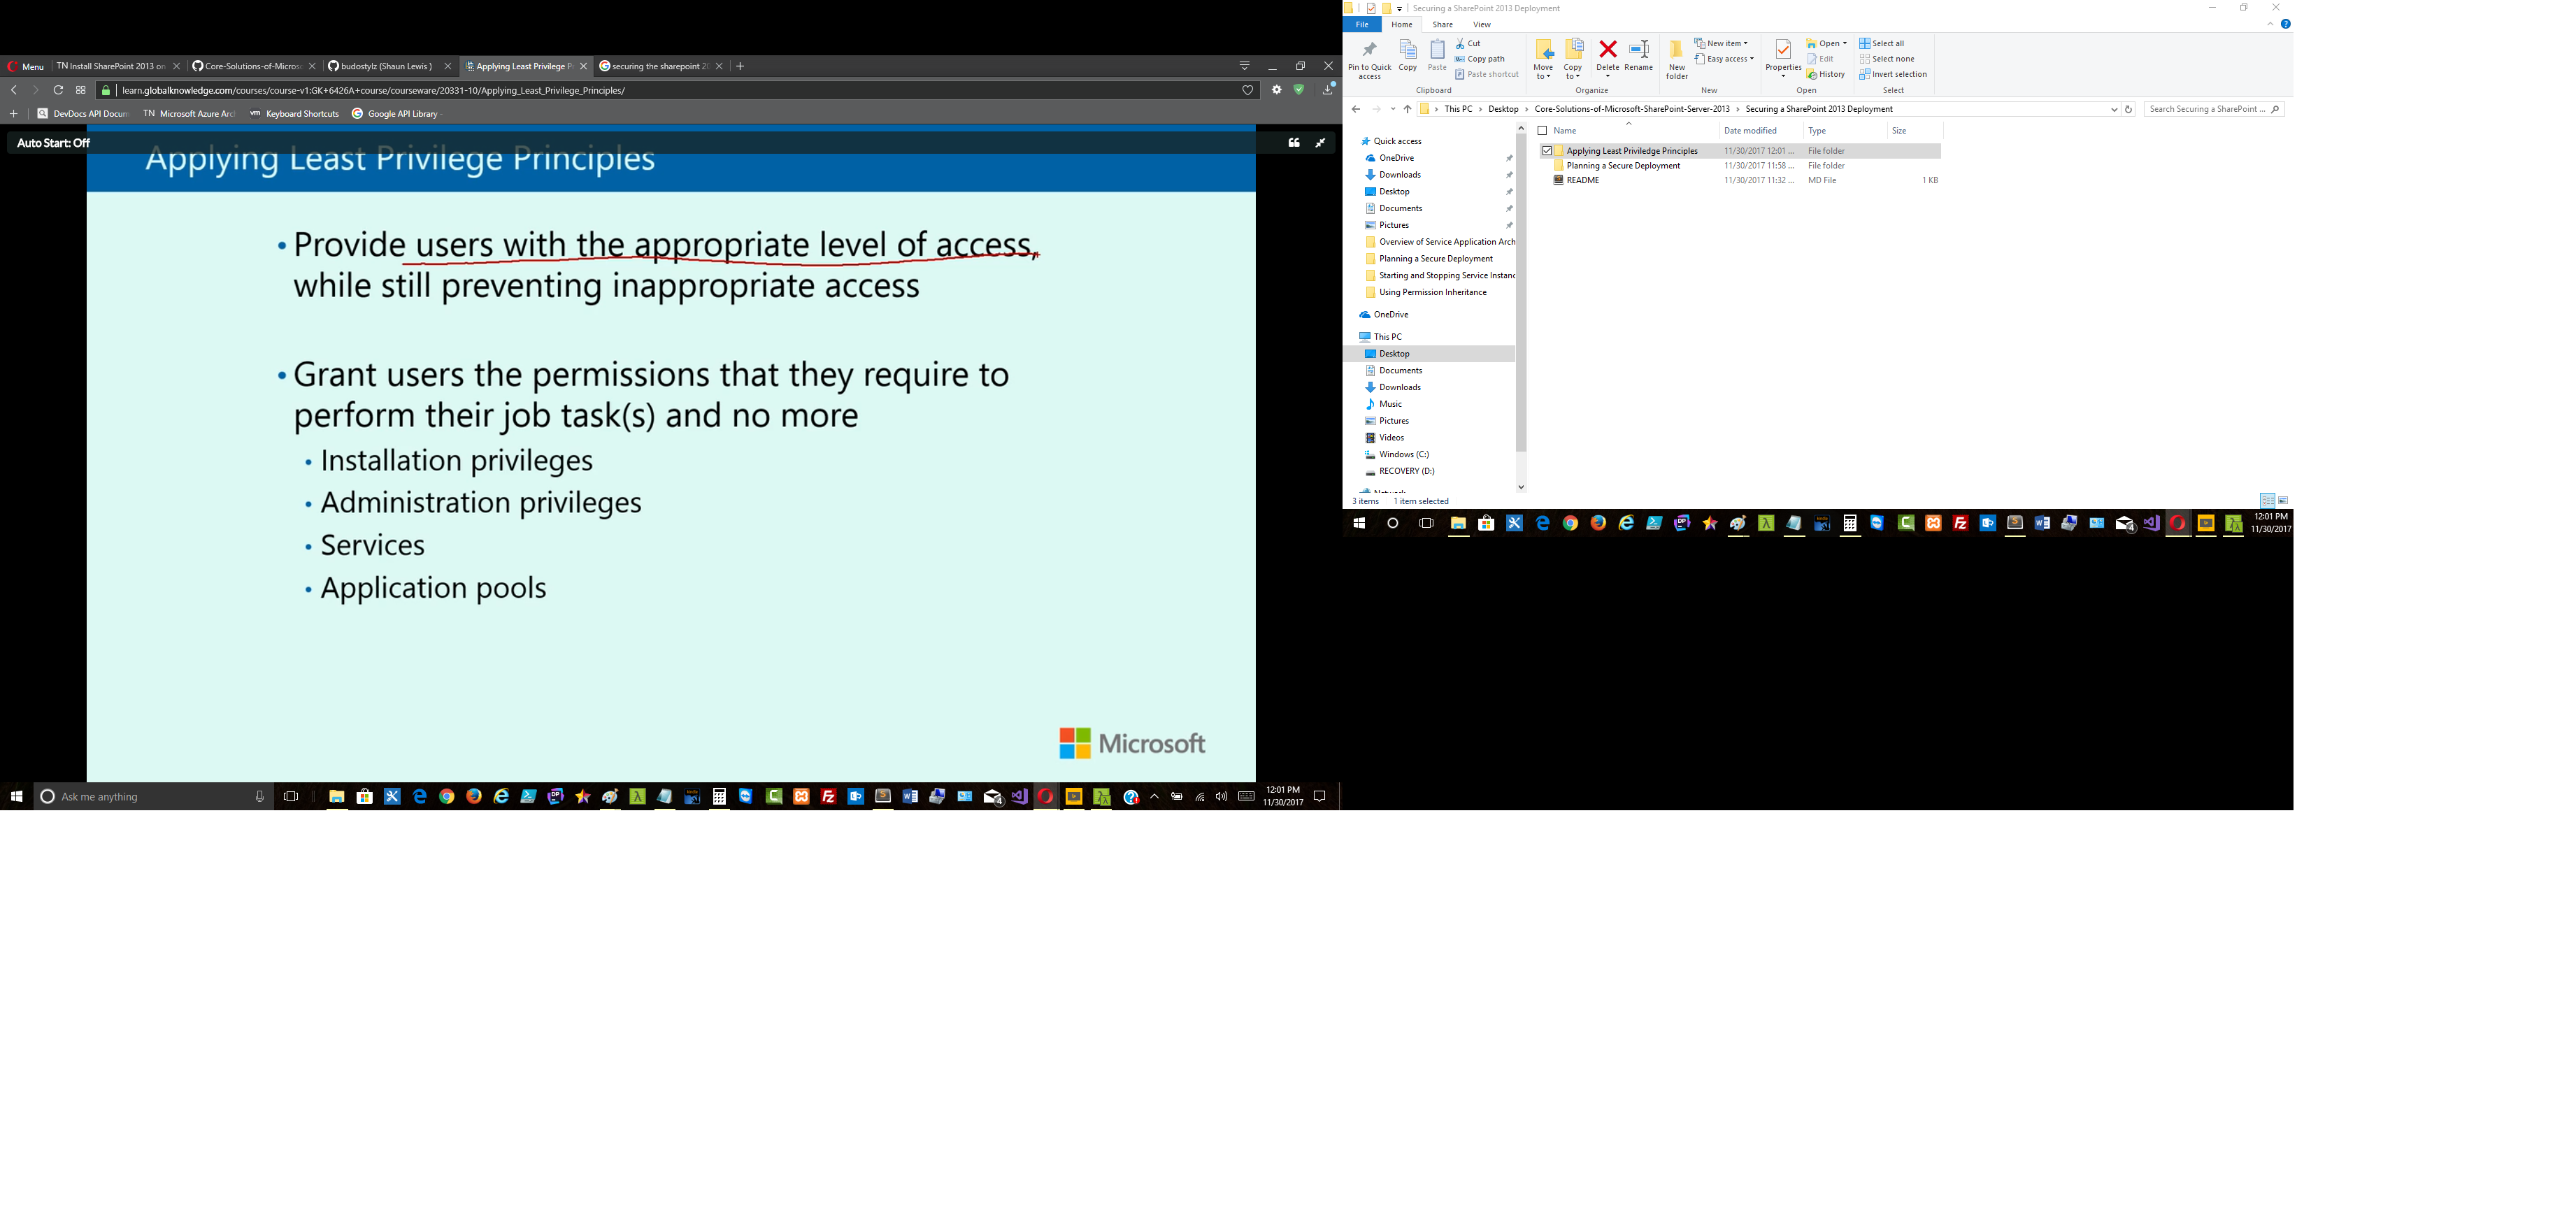 Menu
TN Install SharePoint 2013 on
Core-Solutions-of-Microso
budostylz (Shaun Lewis )
Applying Least Privilege P
securing the sharepoint 20
learn.globalknowledge.com/courses/course-v1:GK+6426A+course/courseware/20331-10/Applying_Least_Privilege_Principles/
DevDocs API Docum
TN Microsoft Azure Arc
vm Keyboard Shortcuts
Google API Library -
Auto Start: Off
Applying Least Privilege Principles
• Provide users with the appropriate level of access,
while still preventing inappropriate access
• Grant users the permissions that they require to
perform their job task(s) and no more
• Installation privileges
• Administration privileges
• Services
• Application pools
Microsoft
Ask me anything
12:01 PM
11/30/2017
Securing a SharePoint 2013 Deployment
File Home Share View
Pin to Quick access
Copy
Paste
Cut
Copy path
Paste shortcut
Clipboard
Move to
Copy to
Delete
Rename
Organize
New folder
New item
Easy access
New
Properties
Open
Edit
History
Open
Select all
Select none
Invert selection
Select
This PC › Desktop › Core-Solutions-of-Microsoft-SharePoint-Server-2013 › Securing a SharePoint 2013 Deployment
Search Securing a SharePoint ...
Quick access
OneDrive
Downloads
Desktop
Documents
Pictures
Overview of Service Application Arch
Planning a Secure Deployment
Starting and Stopping Service Instanc
Using Permission Inheritance
OneDrive
This PC
Desktop
Documents
Downloads
Music
Pictures
Videos
Windows (C:)
RECOVERY (D:)
Name Date modified Type Size
Applying Least Priviledge Principles 11/30/2017 12:01 ... File folder
Planning a Secure Deployment 11/30/2017 11:58 ... File folder
README 11/30/2017 11:32 ... MD File 1 KB
3 items 1 item selected
12:01 PM
11/30/2017